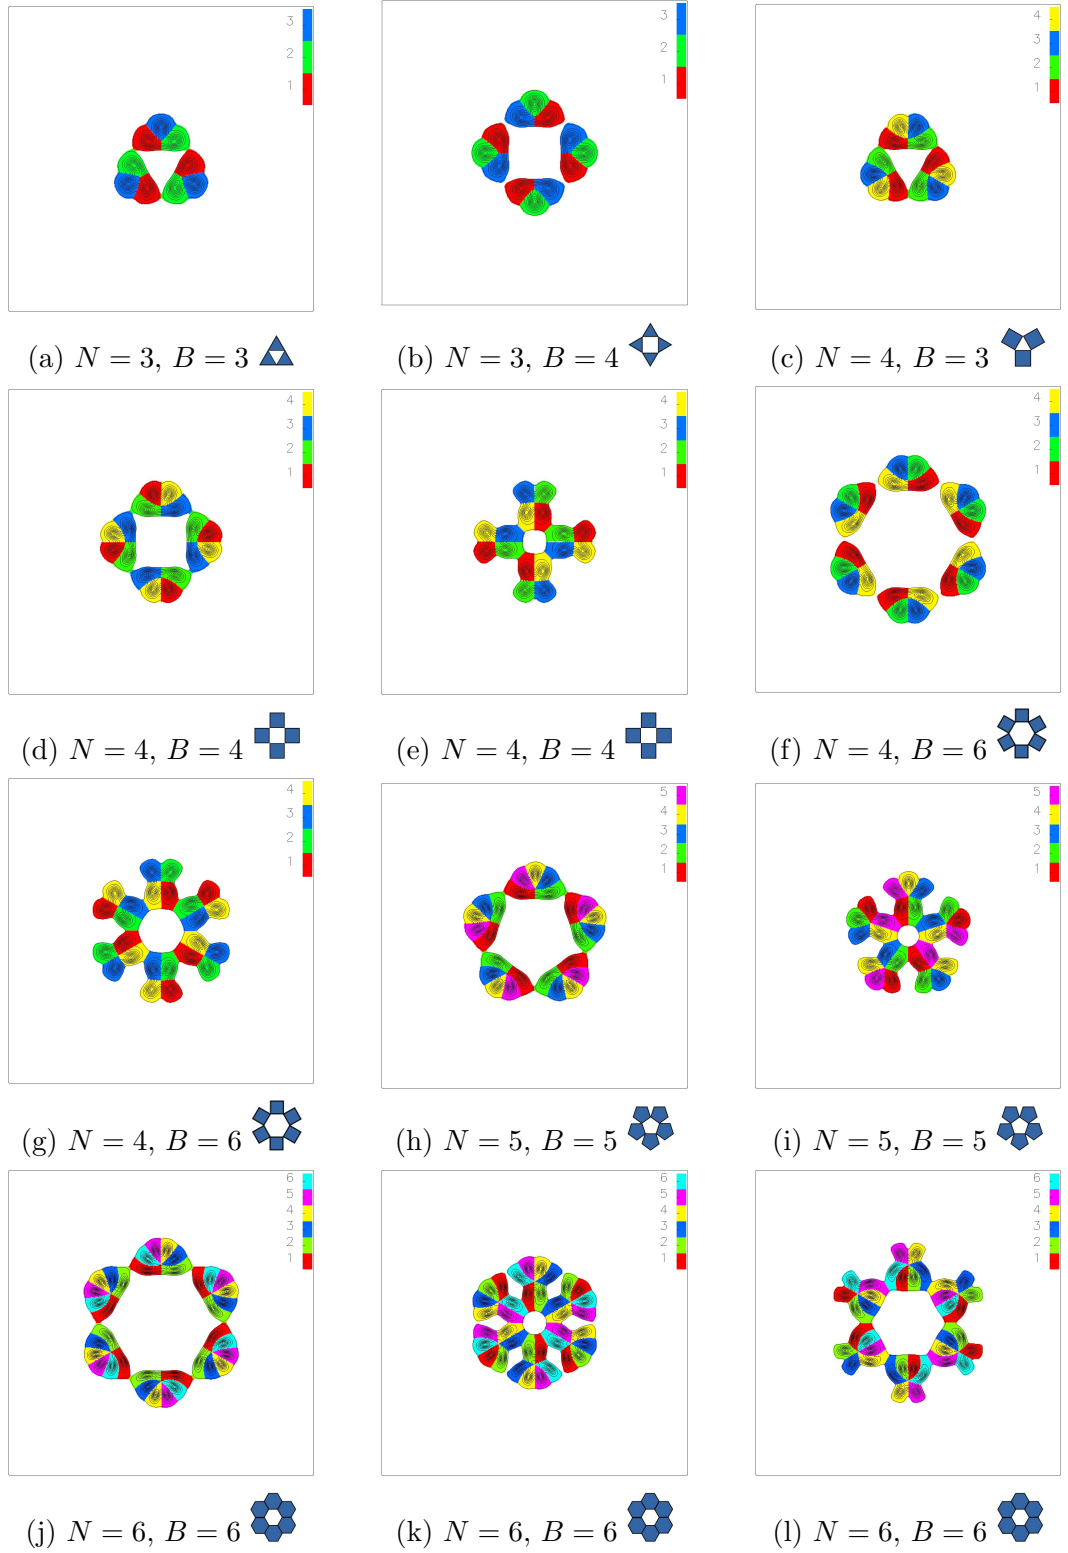 3 3 4
2 2 3
1 1 2
1
(a) N = 3, B = 3 (b) N = 3, B = 4 (c) N = 4, B = 3
4 4 4
3 3 3
2 2 2
1 1 1
(d) N = 4, B = 4 (e) N = 4, B = 4 (f) N = 4, B = 6
4 5 5
3 4 4
2 3 3
1 2 2
1 1
(g) N = 4, B = 6 (h) N = 5, B = 5 (i) N = 5, B = 5
6 6 6
5 5 5
4 4 4
3 3 3
2 2 2
1 1 1
(j) N = 6, B = 6 (k) N = 6, B = 6 (l) N = 6, B = 6